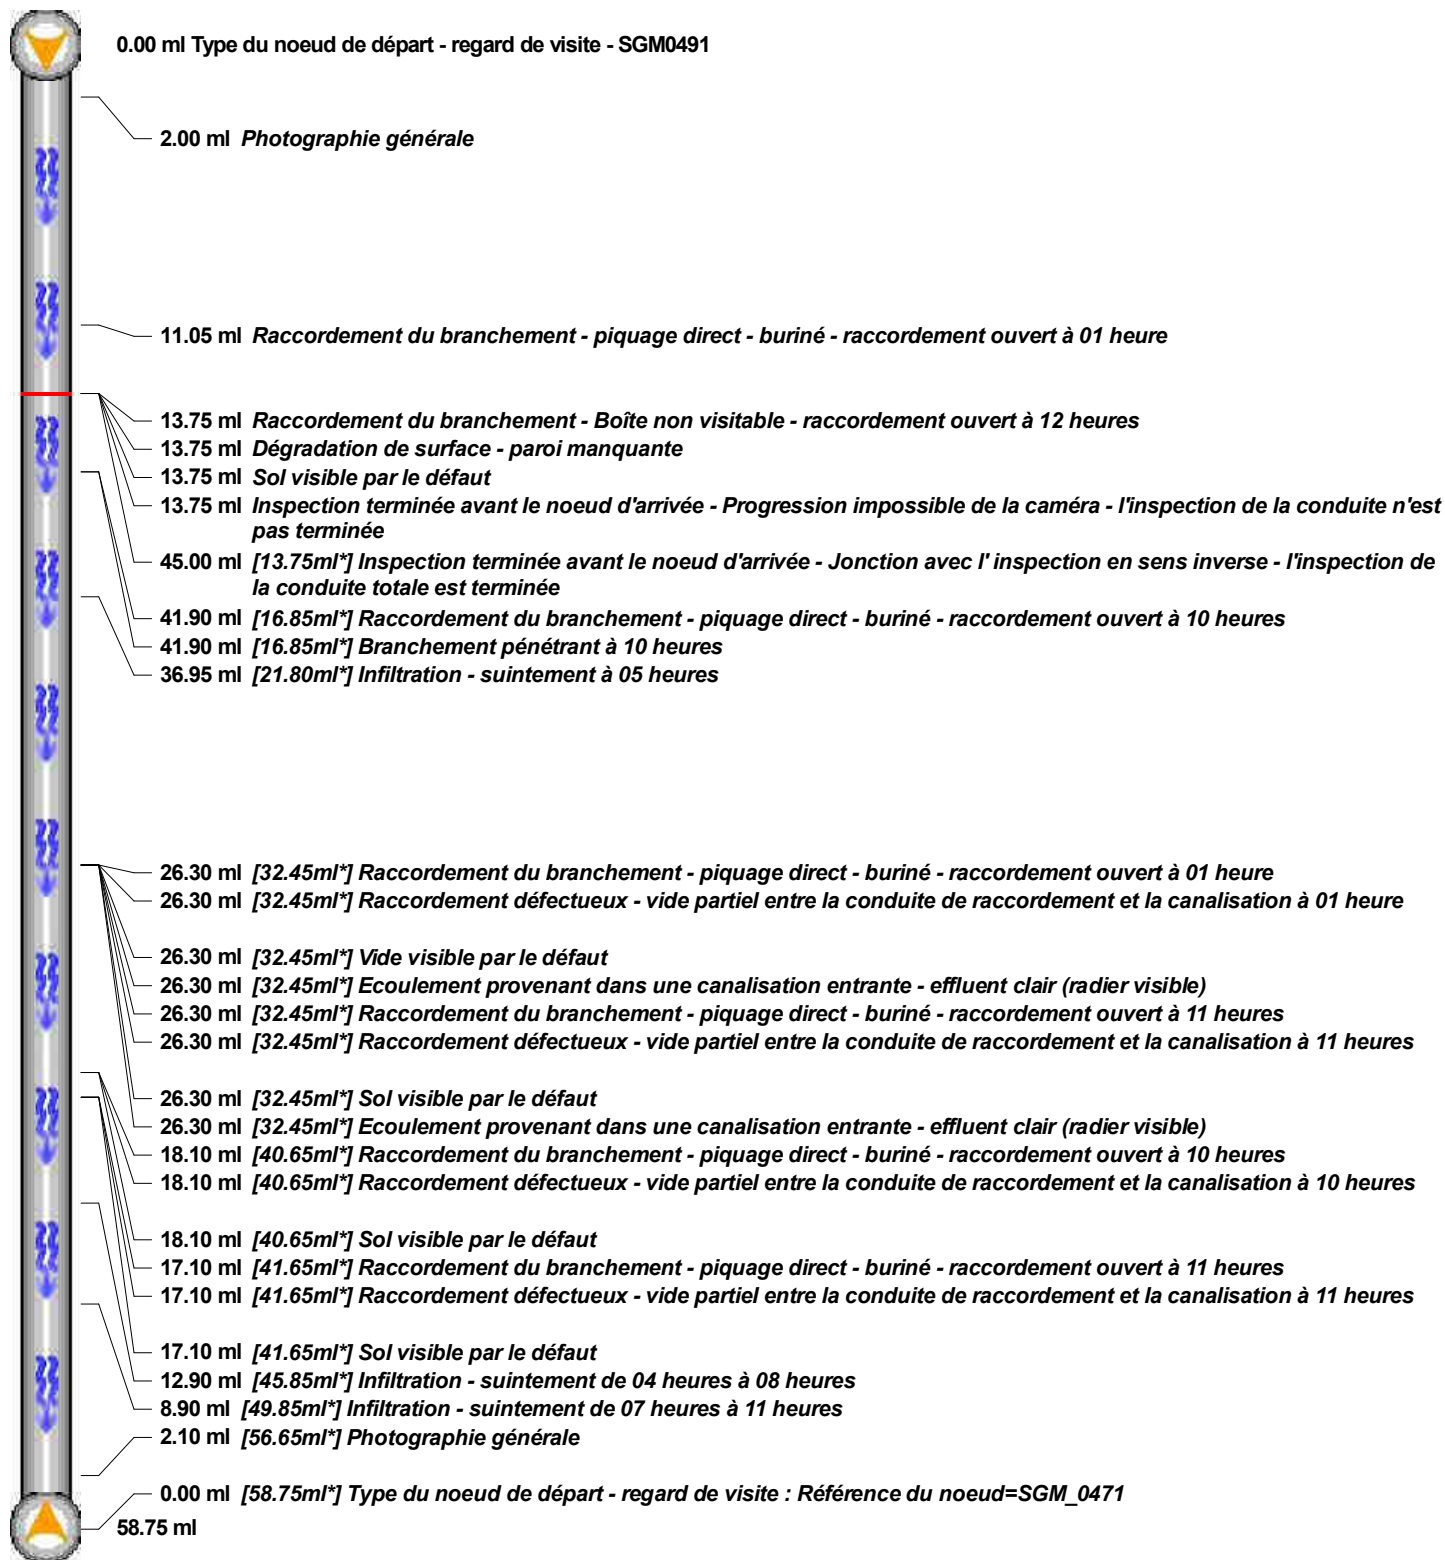 0.00 ml Type du noeud de départ - regard de visite - SGM0491
2.00 ml Photographie générale
11.05 ml Raccordement du branchement - piquage direct - buriné - raccordement ouvert à 01 heure
13.75 ml Raccordement du branchement - Boîte non visitable - raccordement ouvert à 12 heures
13.75 ml Dégradation de surface - paroi manquante
13.75 ml Sol visible par le défaut
13.75 ml Inspection terminée avant le noeud d'arrivée - Progression impossible de la caméra - l'inspection de la conduite n'est
pas terminée
45.00 ml [13.75ml*] Inspection terminée avant le noeud d'arrivée - Jonction avec l' inspection en sens inverse - l'inspection de
la conduite totale est terminée
41.90 ml [16.85ml*] Raccordement du branchement - piquage direct - buriné - raccordement ouvert à 10 heures
41.90 ml [16.85ml*] Branchement pénétrant à 10 heures
36.95 ml [21.80ml*] Infiltration - suintement à 05 heures
26.30 ml [32.45ml*] Raccordement du branchement - piquage direct - buriné - raccordement ouvert à 01 heure
26.30 ml [32.45ml*] Raccordement défectueux - vide partiel entre la conduite de raccordement et la canalisation à 01 heure
26.30 ml [32.45ml*] Vide visible par le défaut
26.30 ml [32.45ml*] Ecoulement provenant dans une canalisation entrante - effluent clair (radier visible)
26.30 ml [32.45ml*] Raccordement du branchement - piquage direct - buriné - raccordement ouvert à 11 heures
26.30 ml [32.45ml*] Raccordement défectueux - vide partiel entre la conduite de raccordement et la canalisation à 11 heures
26.30 ml [32.45ml*] Sol visible par le défaut
26.30 ml [32.45ml*] Ecoulement provenant dans une canalisation entrante - effluent clair (radier visible)
18.10 ml [40.65ml*] Raccordement du branchement - piquage direct - buriné - raccordement ouvert à 10 heures
18.10 ml [40.65ml*] Raccordement défectueux - vide partiel entre la conduite de raccordement et la canalisation à 10 heures
18.10 ml [40.65ml*] Sol visible par le défaut
17.10 ml [41.65ml*] Raccordement du branchement - piquage direct - buriné - raccordement ouvert à 11 heures
17.10 ml [41.65ml*] Raccordement défectueux - vide partiel entre la conduite de raccordement et la canalisation à 11 heures
17.10 ml [41.65ml*] Sol visible par le défaut
12.90 ml [45.85ml*] Infiltration - suintement de 04 heures à 08 heures
8.90 ml [49.85ml*] Infiltration - suintement de 07 heures à 11 heures
2.10 ml [56.65ml*] Photographie générale
0.00 ml [58.75ml*] Type du noeud de départ - regard de visite : Référence du noeud=SGM_0471
58.75 ml